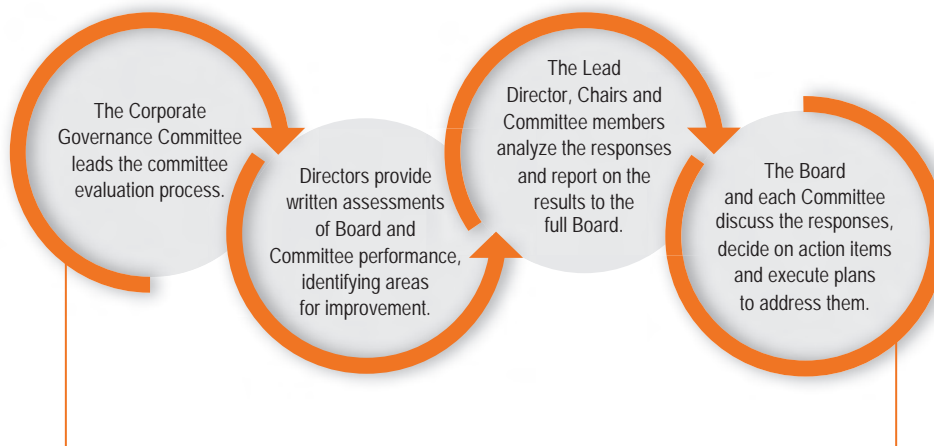 The Corporate
Governance Committee
leads the committee
evaluation process.
Directors provide
written assessments
of Board and
Committee performance,
identifying areas
for improvement.
The Lead
Director, Chairs and
Committee members
analyze the responses
and report on the
results to the
full Board.
The Board
and each Committee
discuss the responses,
decide on action items
and execute plans
to address them.